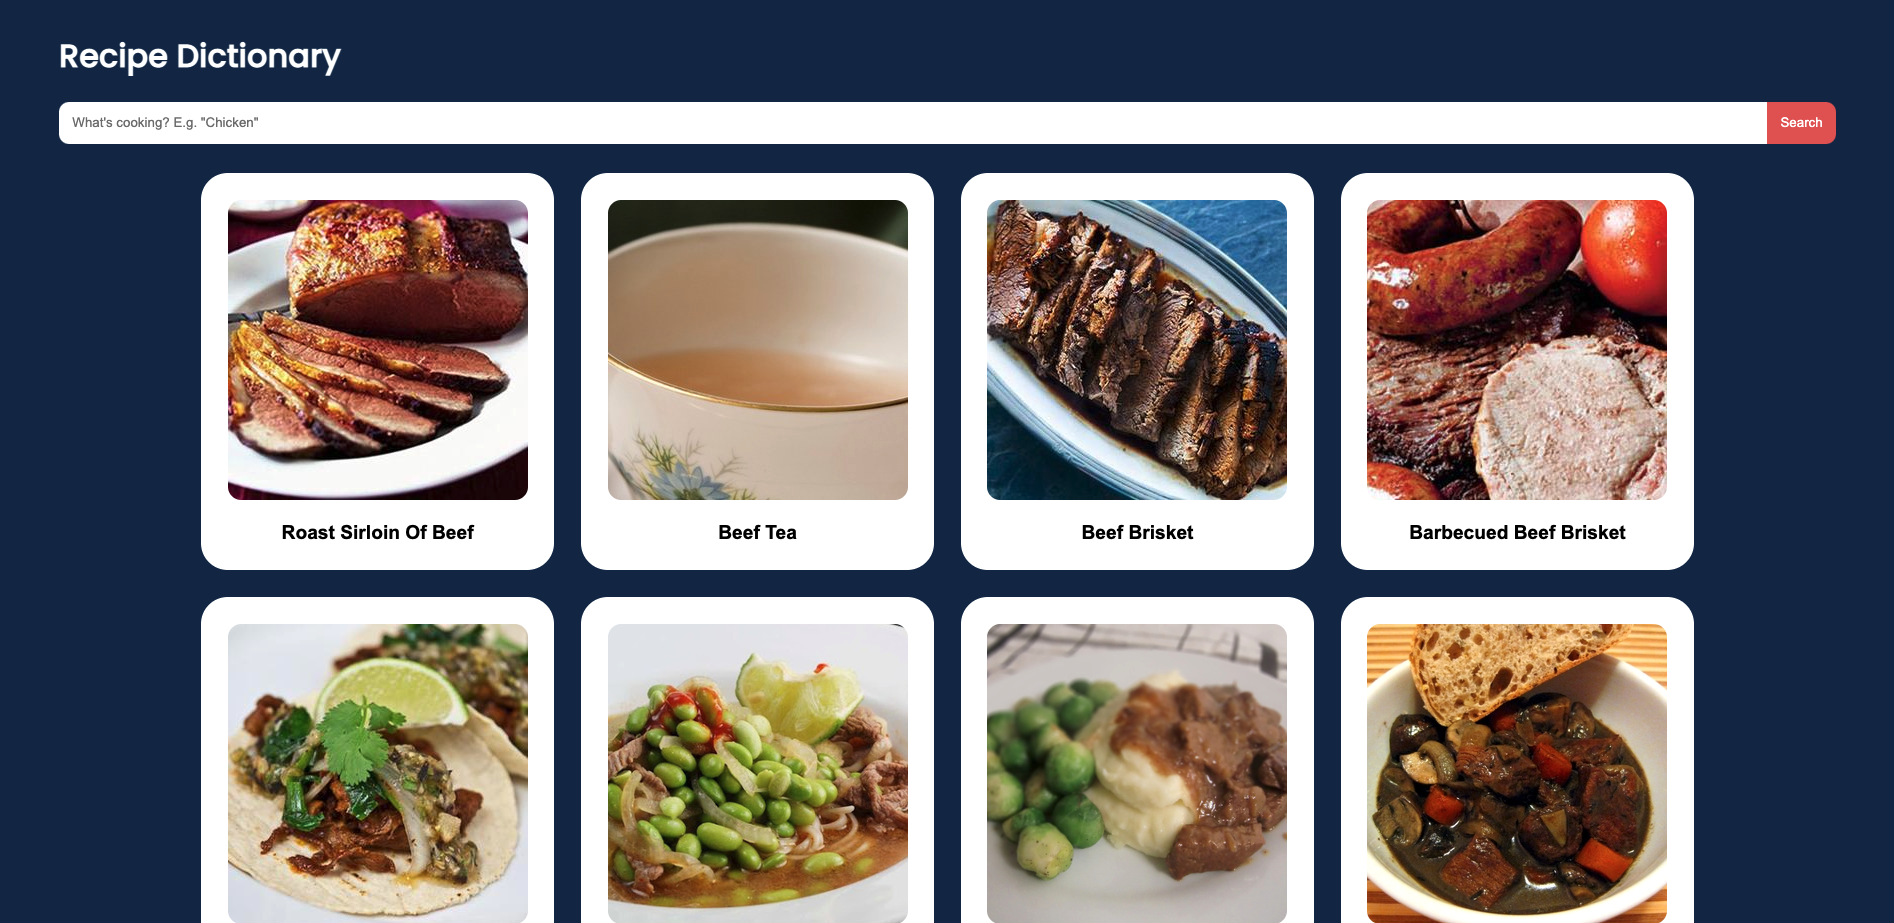 Recipe Dictionary
What's cooking? E.g. "Chicken"
Search
Roast Sirloin Of Beef
Beef Tea
Beef Brisket
Barbecued Beef Brisket